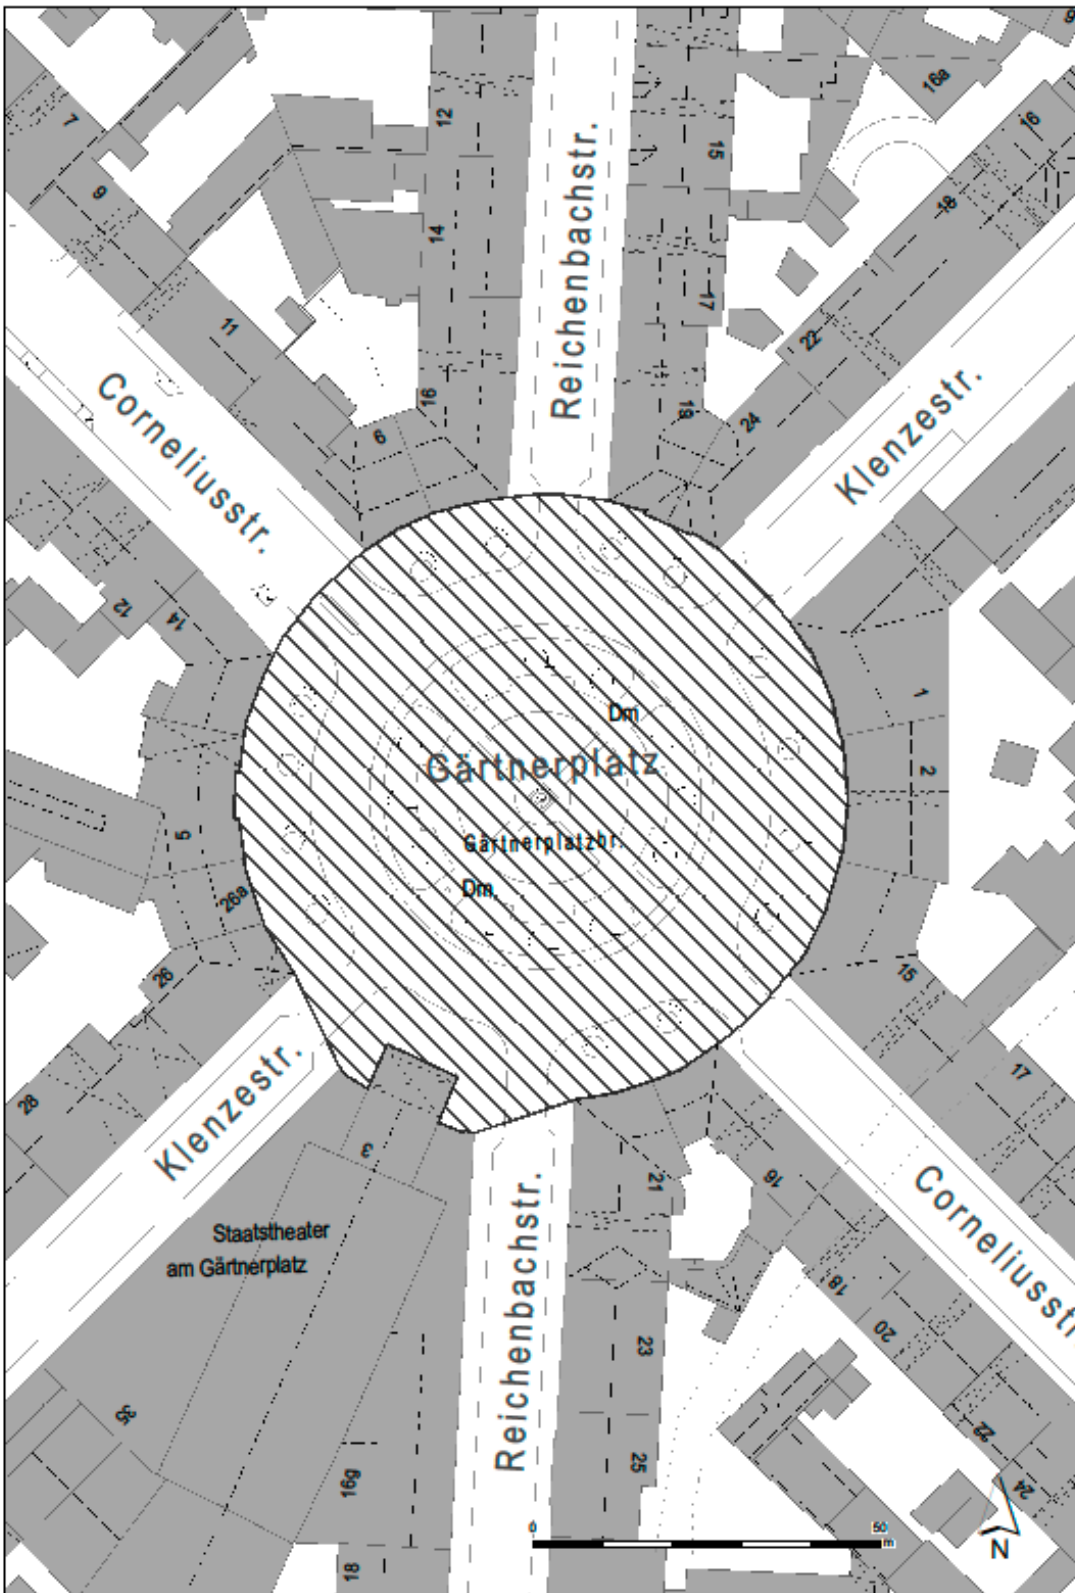 9
7
12
16a
16
9
15
18
14
Reichenbachstr.
17
11
22
Corneliusstr.
16
19
24
Klenzestr.
6
12
14
1
Dm
Gärtnerplatz
2
5
Gärtnerplatzbr.
Dm
26a
26
15
28
Klenzestr.
17
3
21
16
Corneliusstr
Staatstheater
am Gärtnerplatz
18
Reichenbachstr.
20
23
35
22
25
16g
24
0
50
m
N
18